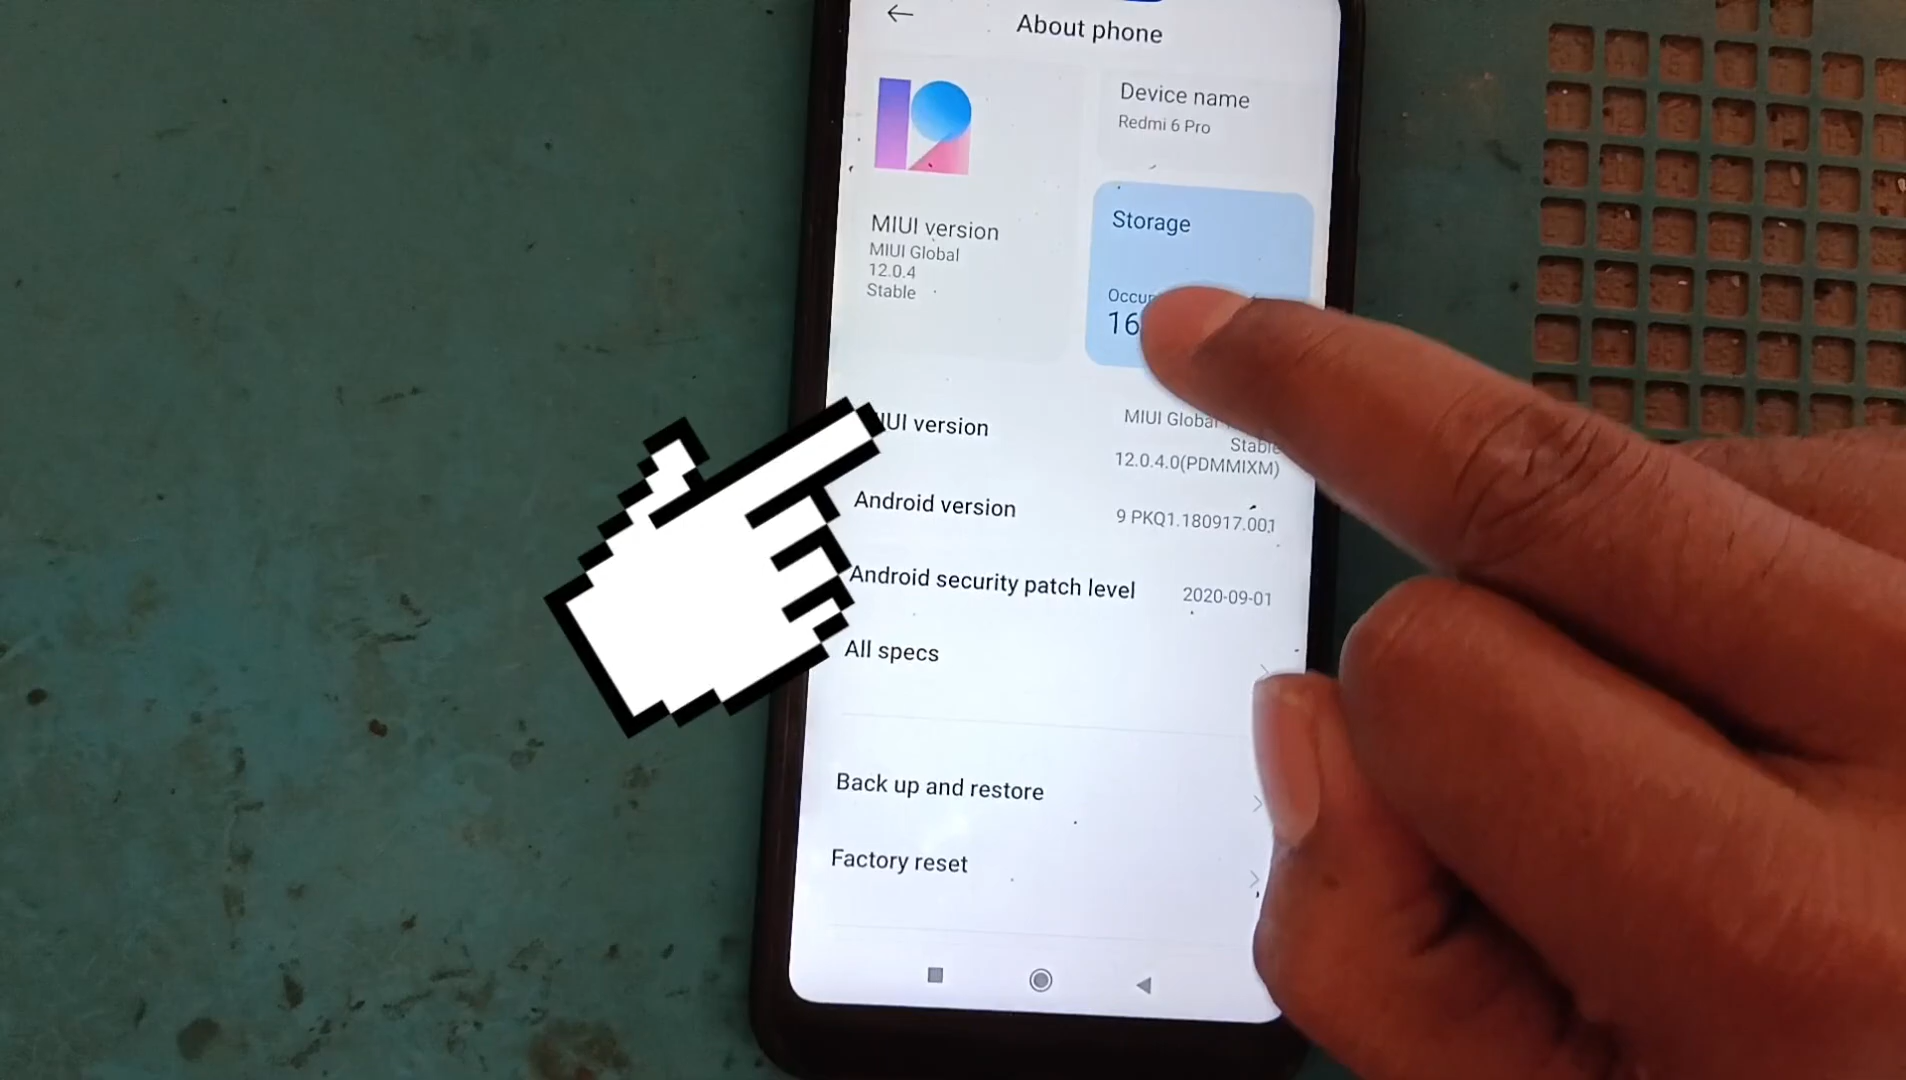 About phone
Device name
Redmi 6 Pro
MIUI version
MIUI Global
12.0.4
Stable
Storage
16
MIUI version
MIUI Global
Stable
12.0.4.0(PDMMIXM)
Android version
9 PKQ1.180917.001
Android security patch level
2020-09-01
All specs
Back up and restore
Factory reset